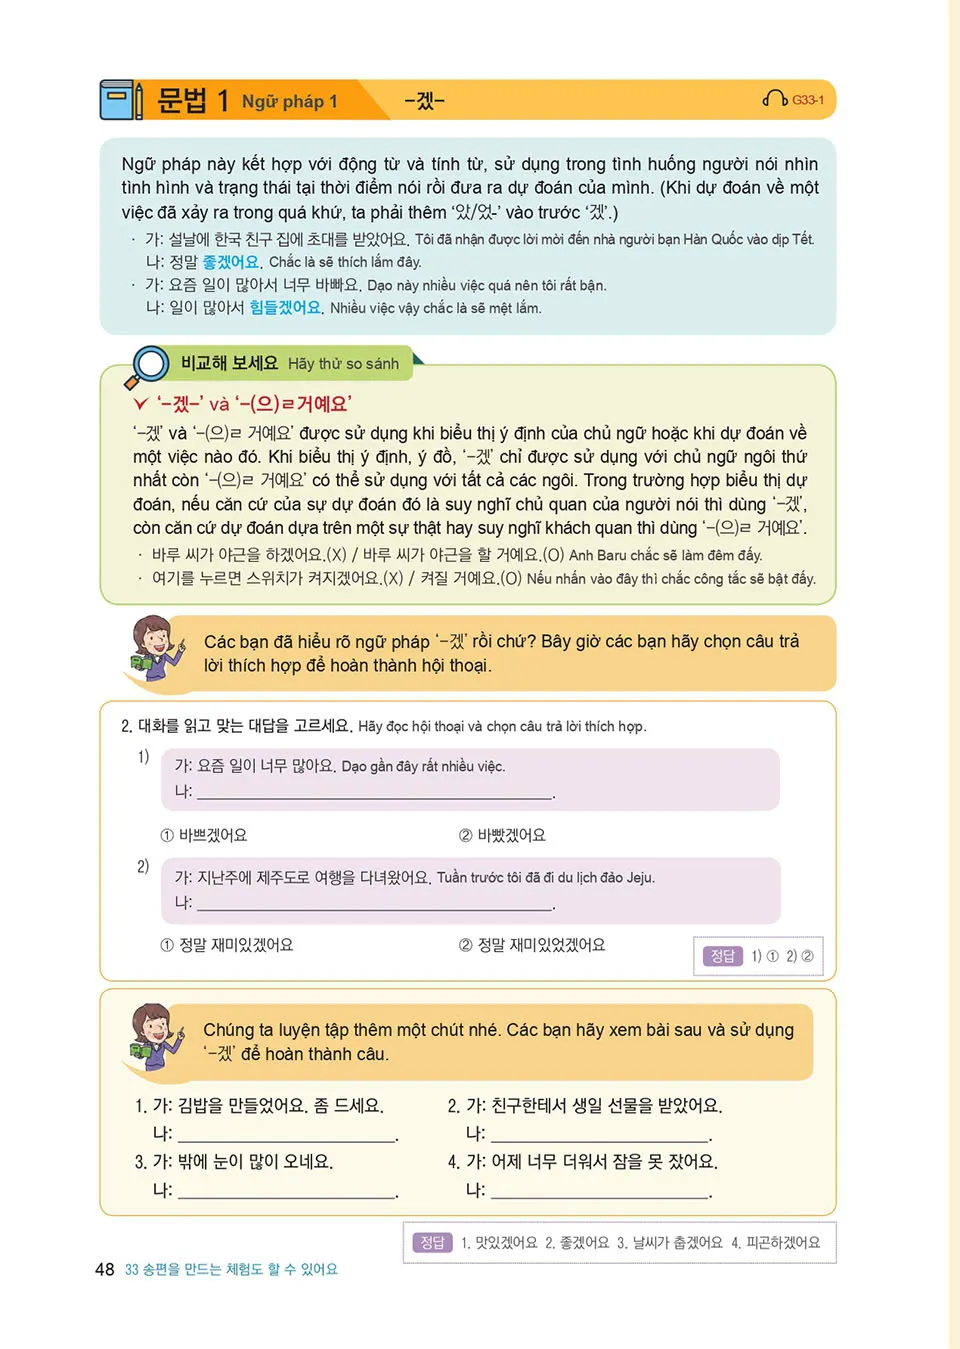 문법 1 Ngữ pháp 1 -겠- G33-1
Ngữ pháp này kết hợp với động từ và tính từ, sử dụng trong tình huống người nói nhìn
tình hình và trạng thái tại thời điểm nói rồi đưa ra dự đoán của mình. (Khi dự đoán về một
việc đã xảy ra trong quá khứ, ta phải thêm ‘았/었-’ vào trước ‘겠’.)
· 가: 설날에 한국 친구 집에 초대를 받았어요. Tôi đã nhận được lời mời đến nhà người bạn Hàn Quốc vào dịp Tết.
나: 정말 좋겠어요. Chắc là sẽ thích lắm đây.
· 가: 요즘 일이 많아서 너무 바빠요. Dạo này nhiều việc quá nên tôi rất bận.
나: 일이 많아서 힘들겠어요. Nhiều việc vậy chắc là sẽ mệt lắm.
비교해 보세요 Hãy thử so sánh
‘-겠-’ và ‘-(으)ㄹ거예요’
‘-겠’ và ‘-(으)ㄹ 거예요’ được sử dụng khi biểu thị ý định của chủ ngữ hoặc khi dự đoán về
một việc nào đó. Khi biểu thị ý định, ý đồ, ‘-겠’ chỉ được sử dụng với chủ ngữ ngôi thứ
nhất còn ‘-(으)ㄹ 거예요’ có thể sử dụng với tất cả các ngôi. Trong trường hợp biểu thị dự
đoán, nếu căn cứ của sự dự đoán đó là suy nghĩ chủ quan của người nói thì dùng ‘-겠’,
còn căn cứ dự đoán dựa trên một sự thật hay suy nghĩ khách quan thì dùng ‘-(으)ㄹ 거예요’.
· 바루 씨가 야근을 하겠어요.(X) / 바루 씨가 야근을 할 거예요.(O) Anh Baru chắc sẽ làm đêm đấy.
· 여기를 누르면 스위치가 켜지겠어요.(X) / 켜질 거예요.(O) Nếu nhấn vào đây thì chắc công tắc sẽ bật đấy.
Các bạn đã hiểu rõ ngữ pháp ‘-겠’ rồi chứ? Bây giờ các bạn hãy chọn câu trả
lời thích hợp để hoàn thành hội thoại.
2. 대화를 읽고 맞는 대답을 고르세요. Hãy đọc hội thoại và chọn câu trả lời thích hợp.
1) 가: 요즘 일이 너무 많아요. Dạo gần đây rất nhiều việc.
나: ____________________.
① 바쁘겠어요 ② 바빴겠어요
2) 가: 지난주에 제주도로 여행을 다녀왔어요. Tuần trước tôi đã đi du lịch đảo Jeju.
나: ____________________.
① 정말 재미있겠어요 ② 정말 재미있었겠어요
정답 1) ① 2) ②
Chúng ta luyện tập thêm một chút nhé. Các bạn hãy xem bài sau và sử dụng
‘-겠’ để hoàn thành câu.
1. 가: 김밥을 만들었어요. 좀 드세요. 2. 가: 친구한테서 생일 선물을 받았어요.
나: ____________________. 나: ____________________.
3. 가: 밖에 눈이 많이 오네요. 4. 가: 어제 너무 더워서 잠을 못 잤어요.
나: ____________________. 나: ____________________.
정답 1. 맛있겠어요 2. 좋겠어요 3. 날씨가 춥겠어요 4. 피곤하겠어요
48 33 송편을 만드는 체험도 할 수 있어요